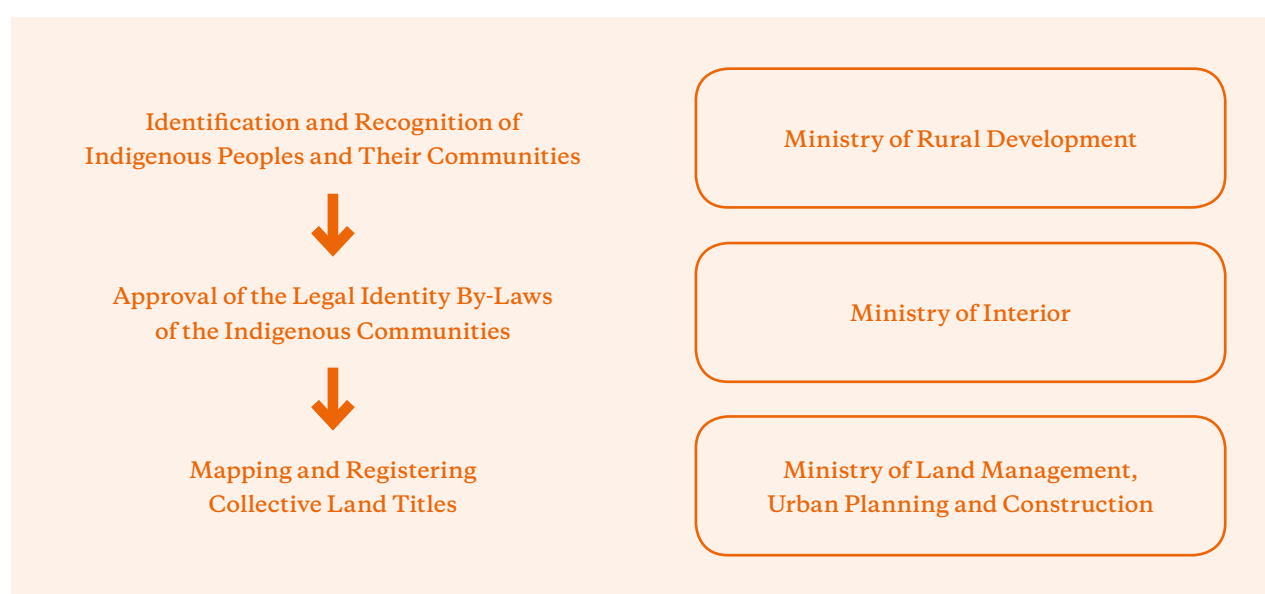 Identification and Recognition of
Indigenous Peoples and Their Communities
Ministry of Rural Development
Approval of the Legal Identity By-Laws
of the Indigenous Communities
Ministry of Interior
Mapping and Registering
Collective Land Titles
Ministry of Land Management,
Urban Planning and Construction